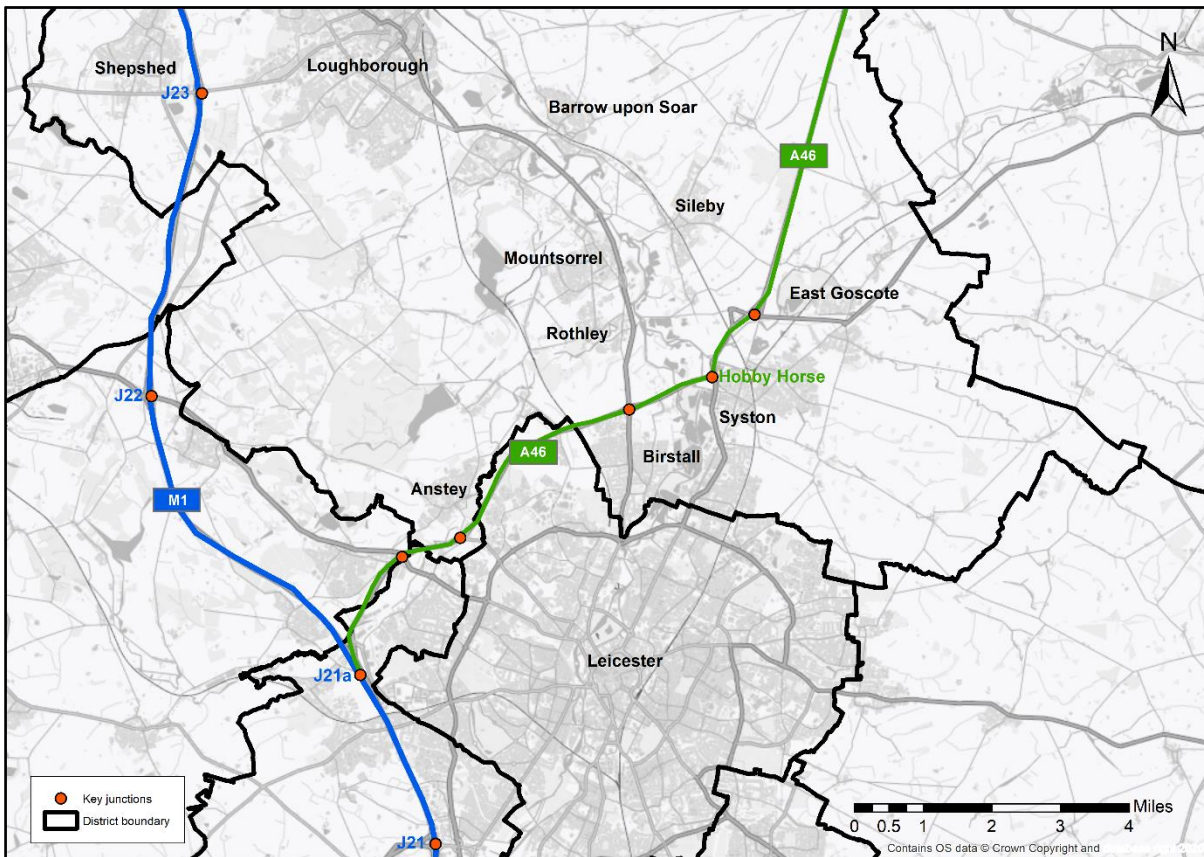 N
Shepshed
Loughborough
J23
Barrow upon Soar
A46
Sileby
Mountsorrel
East Goscote
Rothley
Hobby Horse
J22
Syston
A46
Birstall
Anstey
M1
Leicester
J21a
Key junctions
District boundary
J21
Miles
0 0.5 1 2 3 4
Contains OS data © Crown Copyright and